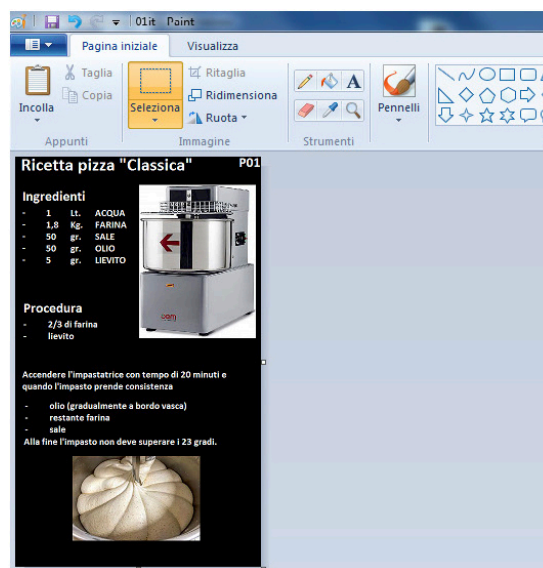 01it - Paint
Pagina iniziale Visualizza
Incolla
Taglia
Copia
Appunti
Seleziona
Ritaglia
Ridimensiona
Ruota
Immagine
A
Strumenti
Pennelli
Ricetta pizza "Classica" P01
Ingredienti
- 1 Lt. ACQUA
- 1,8 Kg. FARINA
- 50 gr. SALE
- 50 gr. OLIO
- 5 gr. LIEVITO
Procedura
- 2/3 di farina
- lievito
Accendere l'impastatrice con tempo di 20 minuti e
quando l'impasto prende consistenza
- olio (gradualmente a bordo vasca)
- restante farina
- sale
Alla fine l'impasto non deve superare i 23 gradi.